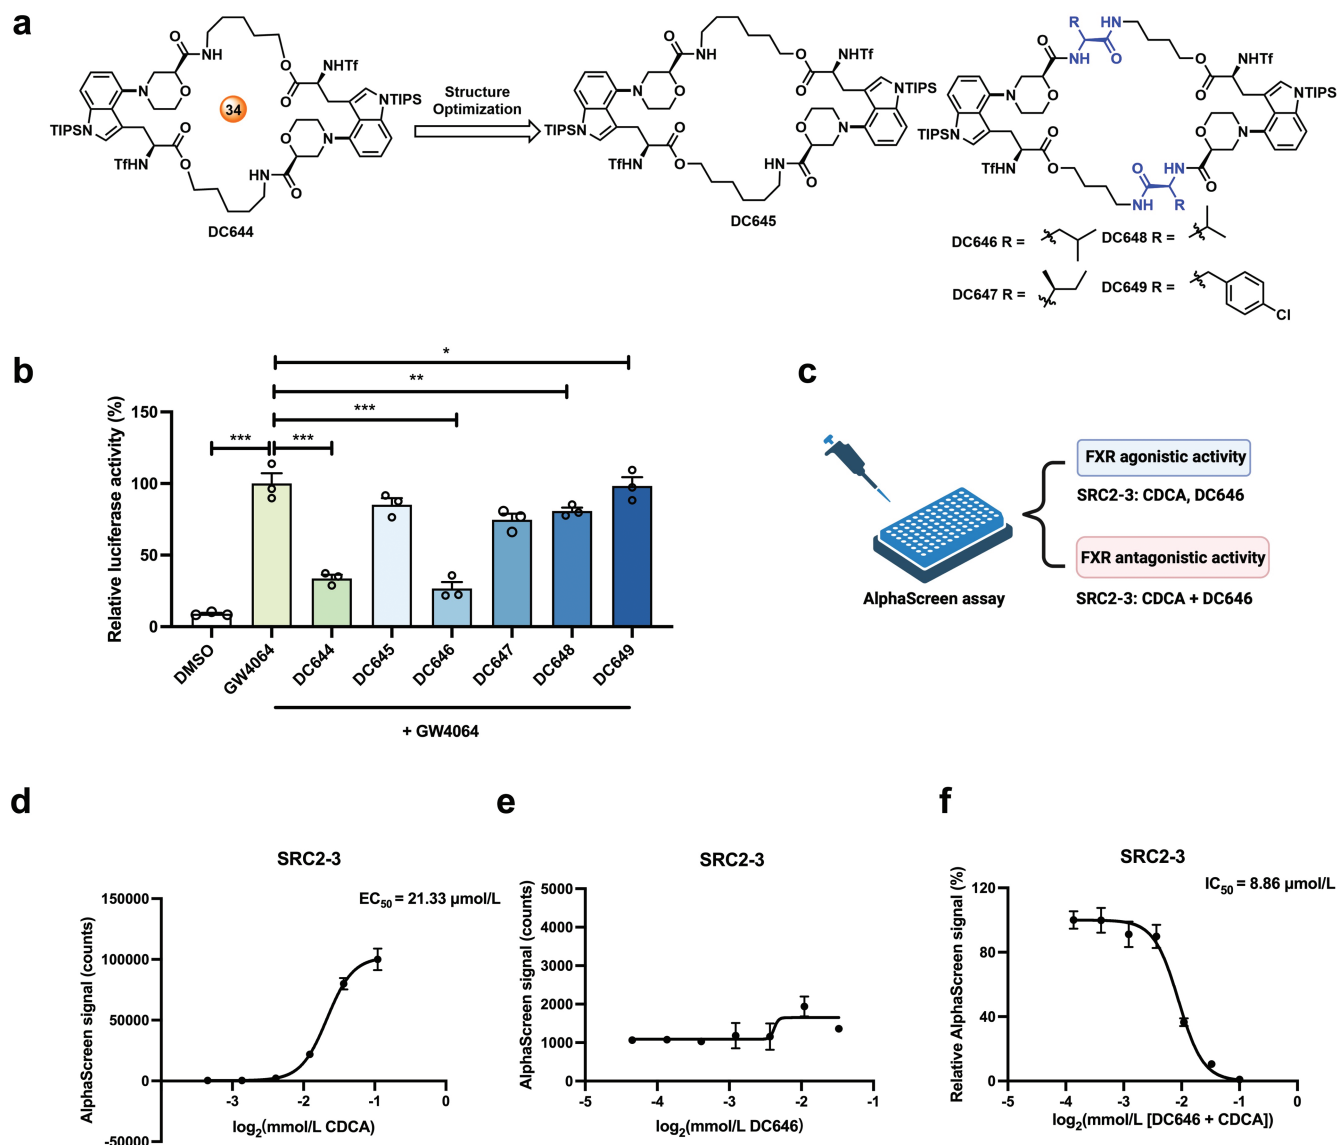 a
O
NH
O
O
NHTf
N
O
34
N
TIPS
O
N
NTIPS
O
TfHN
O
HN
O
DC644
Structure
Optimization
O
NH
O
O
NHTf
N
O
NTIPS
O
N
TIPSN
O
TfHN
O
HN
O
DC645
R
HN
O
NH
O
O
O
NHTf
N
O
NTIPS
O
N
TIPSN
O
TfHN
O
O
HN
NH
R
O
DC646 R =
DC648 R =
DC647 R =
DC649 R =
Cl
b
Relative luciferase activity (%)
150
100
50
0
***
***
***
**
*
DMSO
GW4064
DC644
DC645
DC646
DC647
DC648
DC649
+ GW4064
c
AlphaScreen assay
FXR agonistic activity
SRC2-3: CDCA, DC646
FXR antagonistic activity
SRC2-3: CDCA + DC646
d
SRC2-3
EC50 = 21.33 μmol/L
AlphaScreen signal (counts)
150000
100000
50000
0
-50000
-3
-2
-1
0
log2(mmol/L CDCA)
e
SRC2-3
AlphaScreen signal (counts)
5000
4000
3000
2000
1000
0
-5
-4
-3
-2
-1
log2(mmol/L DC646)
f
SRC2-3
IC50 = 8.86 μmol/L
Relative AlphaScreen signal (%)
120
80
40
0
-5
-4
-3
-2
-1
0
log2(mmol/L [DC646 + CDCA])